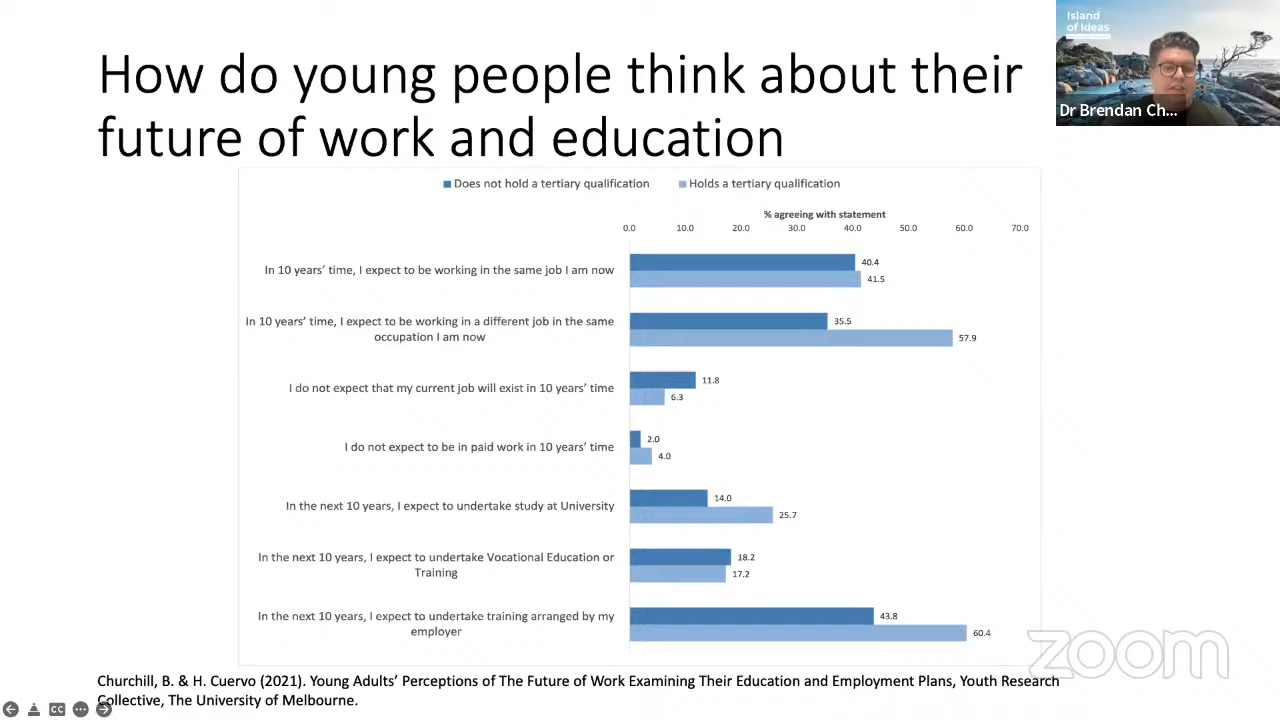 Island
of Ideas
Dr Brendan Ch...
How do young people think about their
future of work and education
Does not hold a tertiary qualification
Holds a tertiary qualification
% agreeing with statement
0.0 10.0 20.0 30.0 40.0 50.0 60.0 70.0
In 10 years’ time, I expect to be working in the same job I am now
40.4
41.5
In 10 years’ time, I expect to be working in a different job in the same
occupation I am now
35.5
57.9
I do not expect that my current job will exist in 10 years’ time
11.8
6.3
I do not expect to be in paid work in 10 years’ time
2.0
4.0
In the next 10 years, I expect to undertake study at University
14.0
25.7
In the next 10 years, I expect to undertake Vocational Education or
Training
18.2
17.2
In the next 10 years, I expect to undertake training arranged by my
employer
43.8
60.4
zoom
Churchill, B. & H. Cuervo (2021). Young Adults’ Perceptions of The Future of Work Examining Their Education and Employment Plans, Youth Research
Collective, The University of Melbourne.
CC